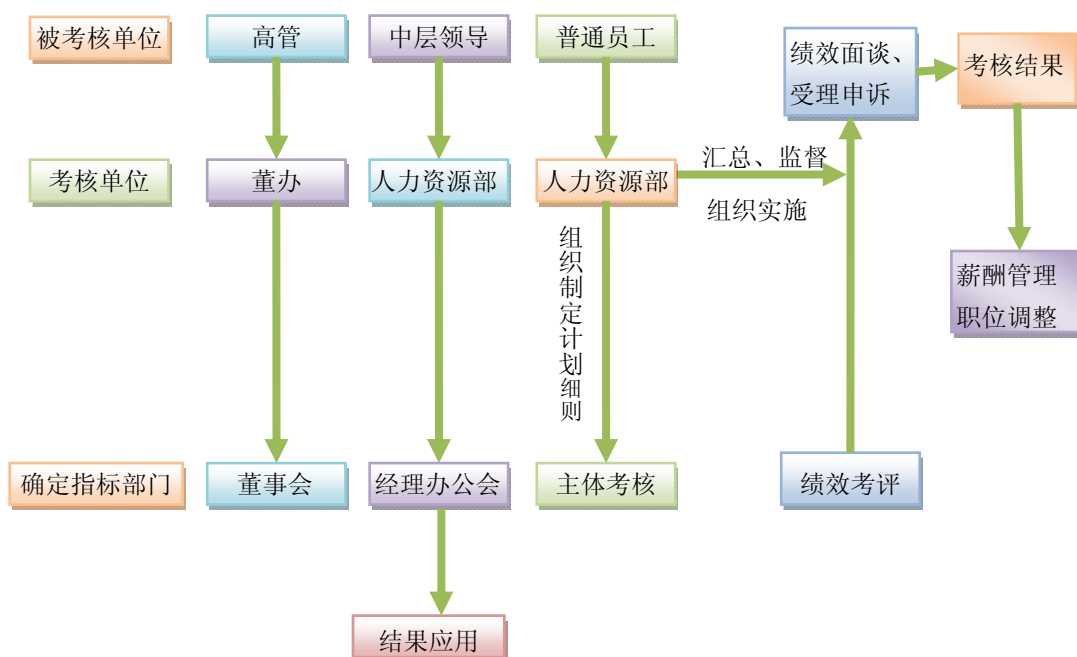 被考核单位
高管
中层领导
普通员工
绩效面谈、
受理申诉
考核结果
考核单位
董办
人力资源部
人力资源部
汇总、监督
组织实施
组织制定计划细则
薪酬管理
职位调整
确定指标部门
董事会
经理办公会
主体考核
绩效考评
结果应用